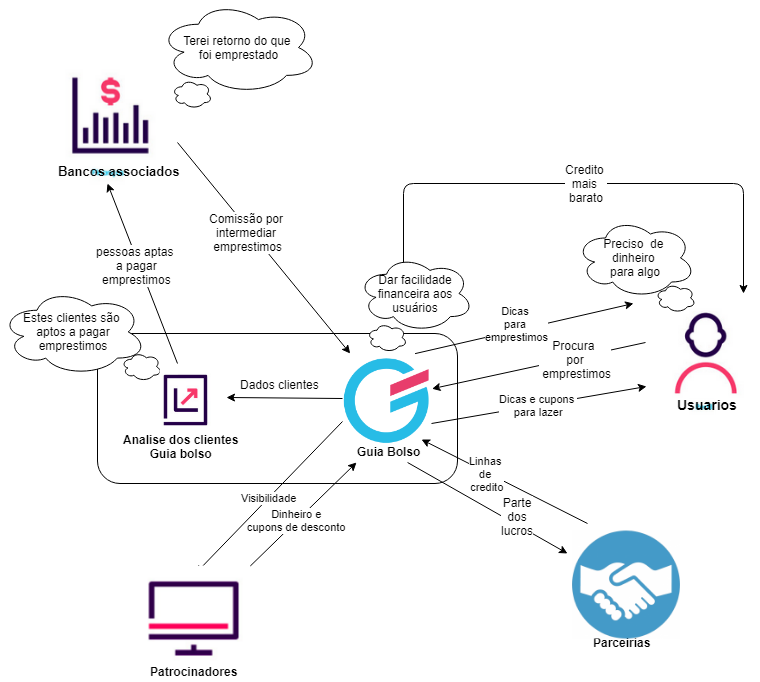 Terei retorno do que
foi emprestado
$
Bancos associados
Credito
mais
barato
Comissão por
intermediar
emprestimos
Preciso de
dinheiro
para algo
pessoas aptas
a pagar
emprestimos
Dar facilidade
financeira aos
usuários
Estes clientes são
aptos a pagar
emprestimos
Dicas
para
emprestimos
Procura
por
emprestimos
Dados clientes
Dicas e cupons
para lazer
Usuarios
Analise dos clientes
Guia bolso
Guia Bolso
Linhas
de
credito
Visibilidade
Parte
dos
lucros
Dinheiro e
cupons de desconto
Parceírias
Patrocinadores